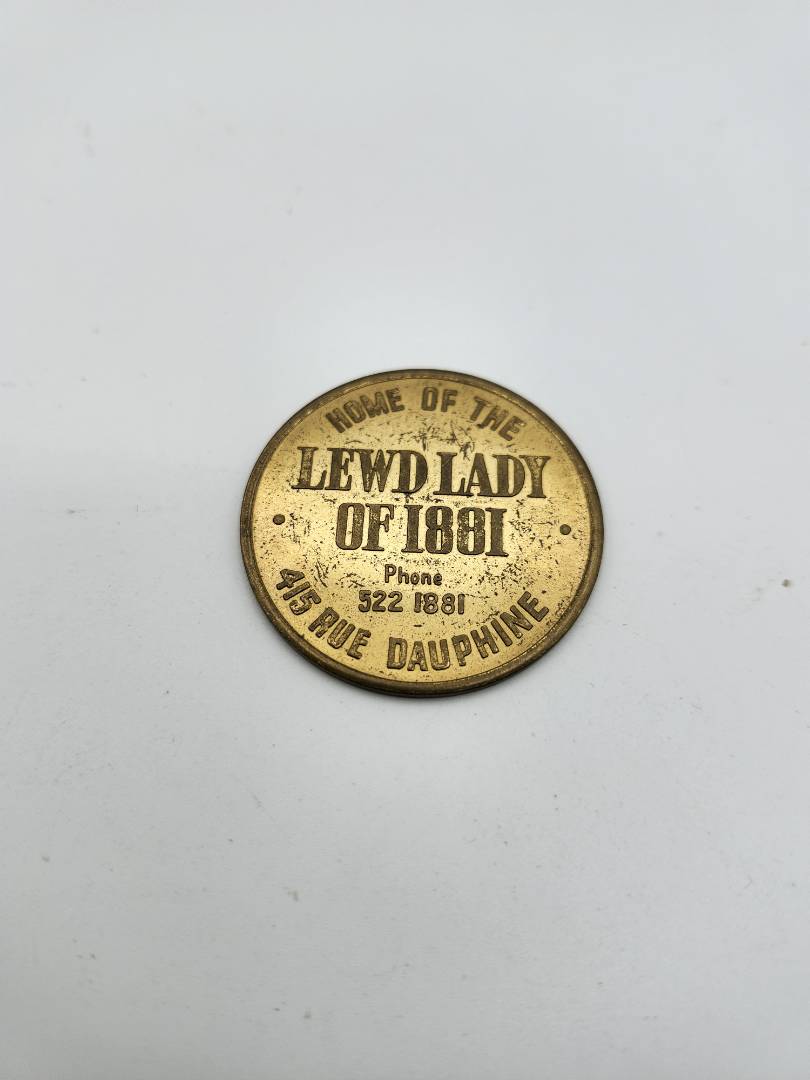 HOME OF THE
LEWD LADY
OF 1881
Phone
522 1881
415 RUE DAUPHINE